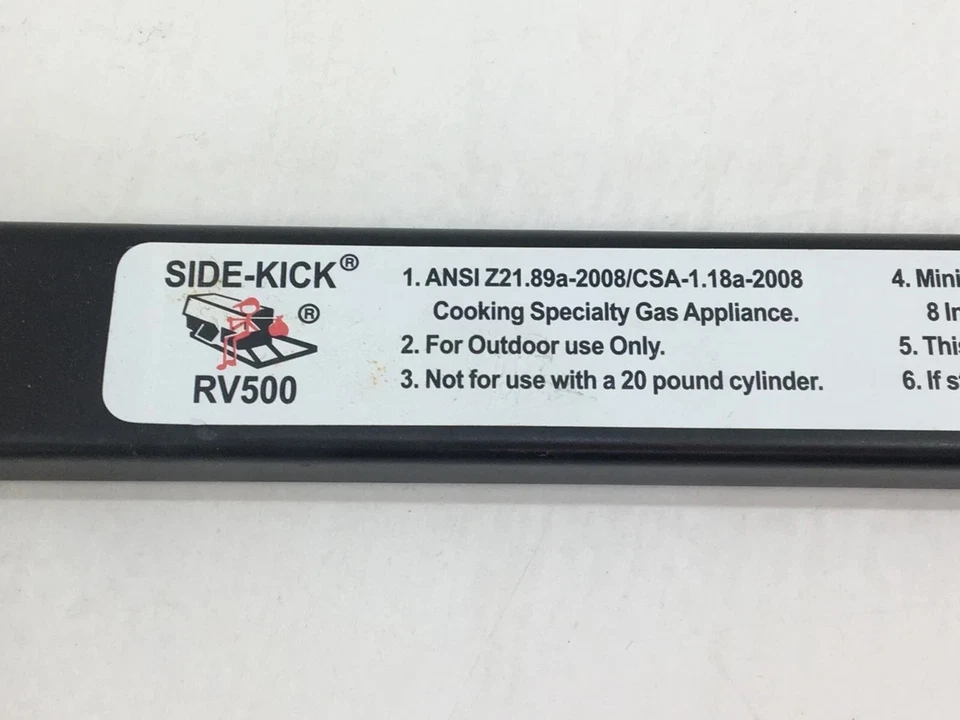 SIDE-KICK®
®
RV500
1. ANSI Z21.89a-2008/CSA-1.18a-2008
Cooking Specialty Gas Appliance.
2. For Outdoor use Only.
3. Not for use with a 20 pound cylinder.
4. Mini
8 In
5. This
6. If s